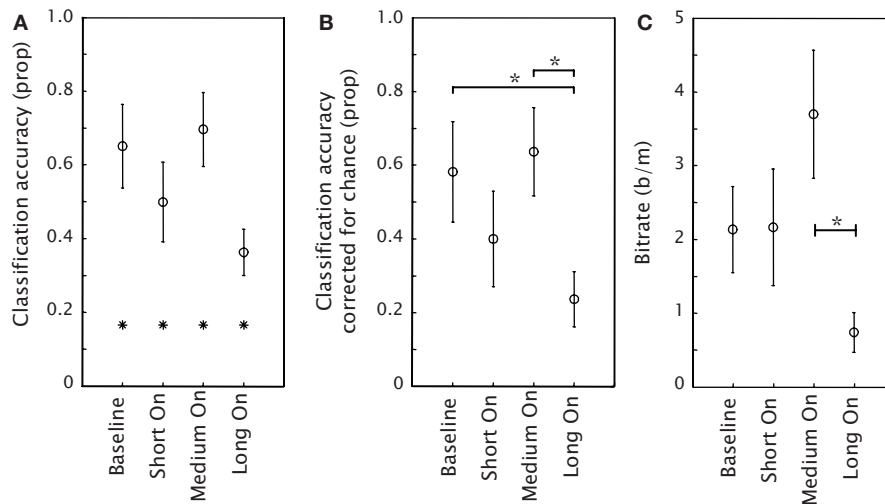 A
Classification accuracy (prop)
1.0
0.8
0.6
0.4
0.2
0
* * * *
Baseline
Short On
Medium On
Long On
B
Classification accuracy
corrected for chance (prop)
1.0
0.8
0.6
0.4
0.2
0
*
*
Baseline
Short On
Medium On
Long On
C
Bitrate (b/m)
5
4
3
2
1
0
*
Baseline
Short On
Medium On
Long On